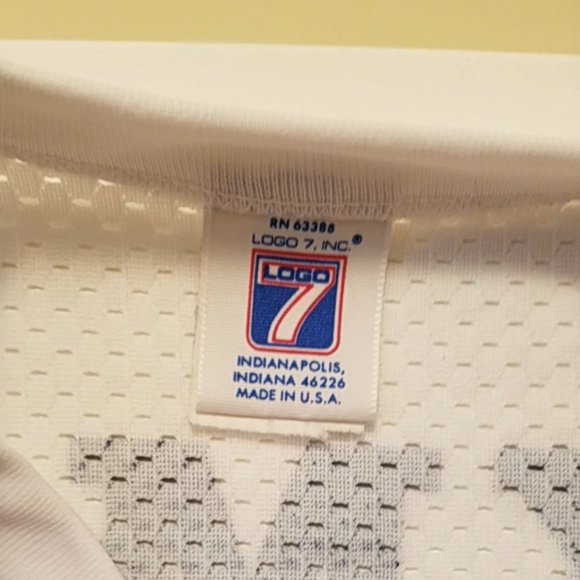 RN 63388
LOGO 7, INC.®
LOGO
7
INDIANAPOLIS,
INDIANA 46226
MADE IN U.S.A.